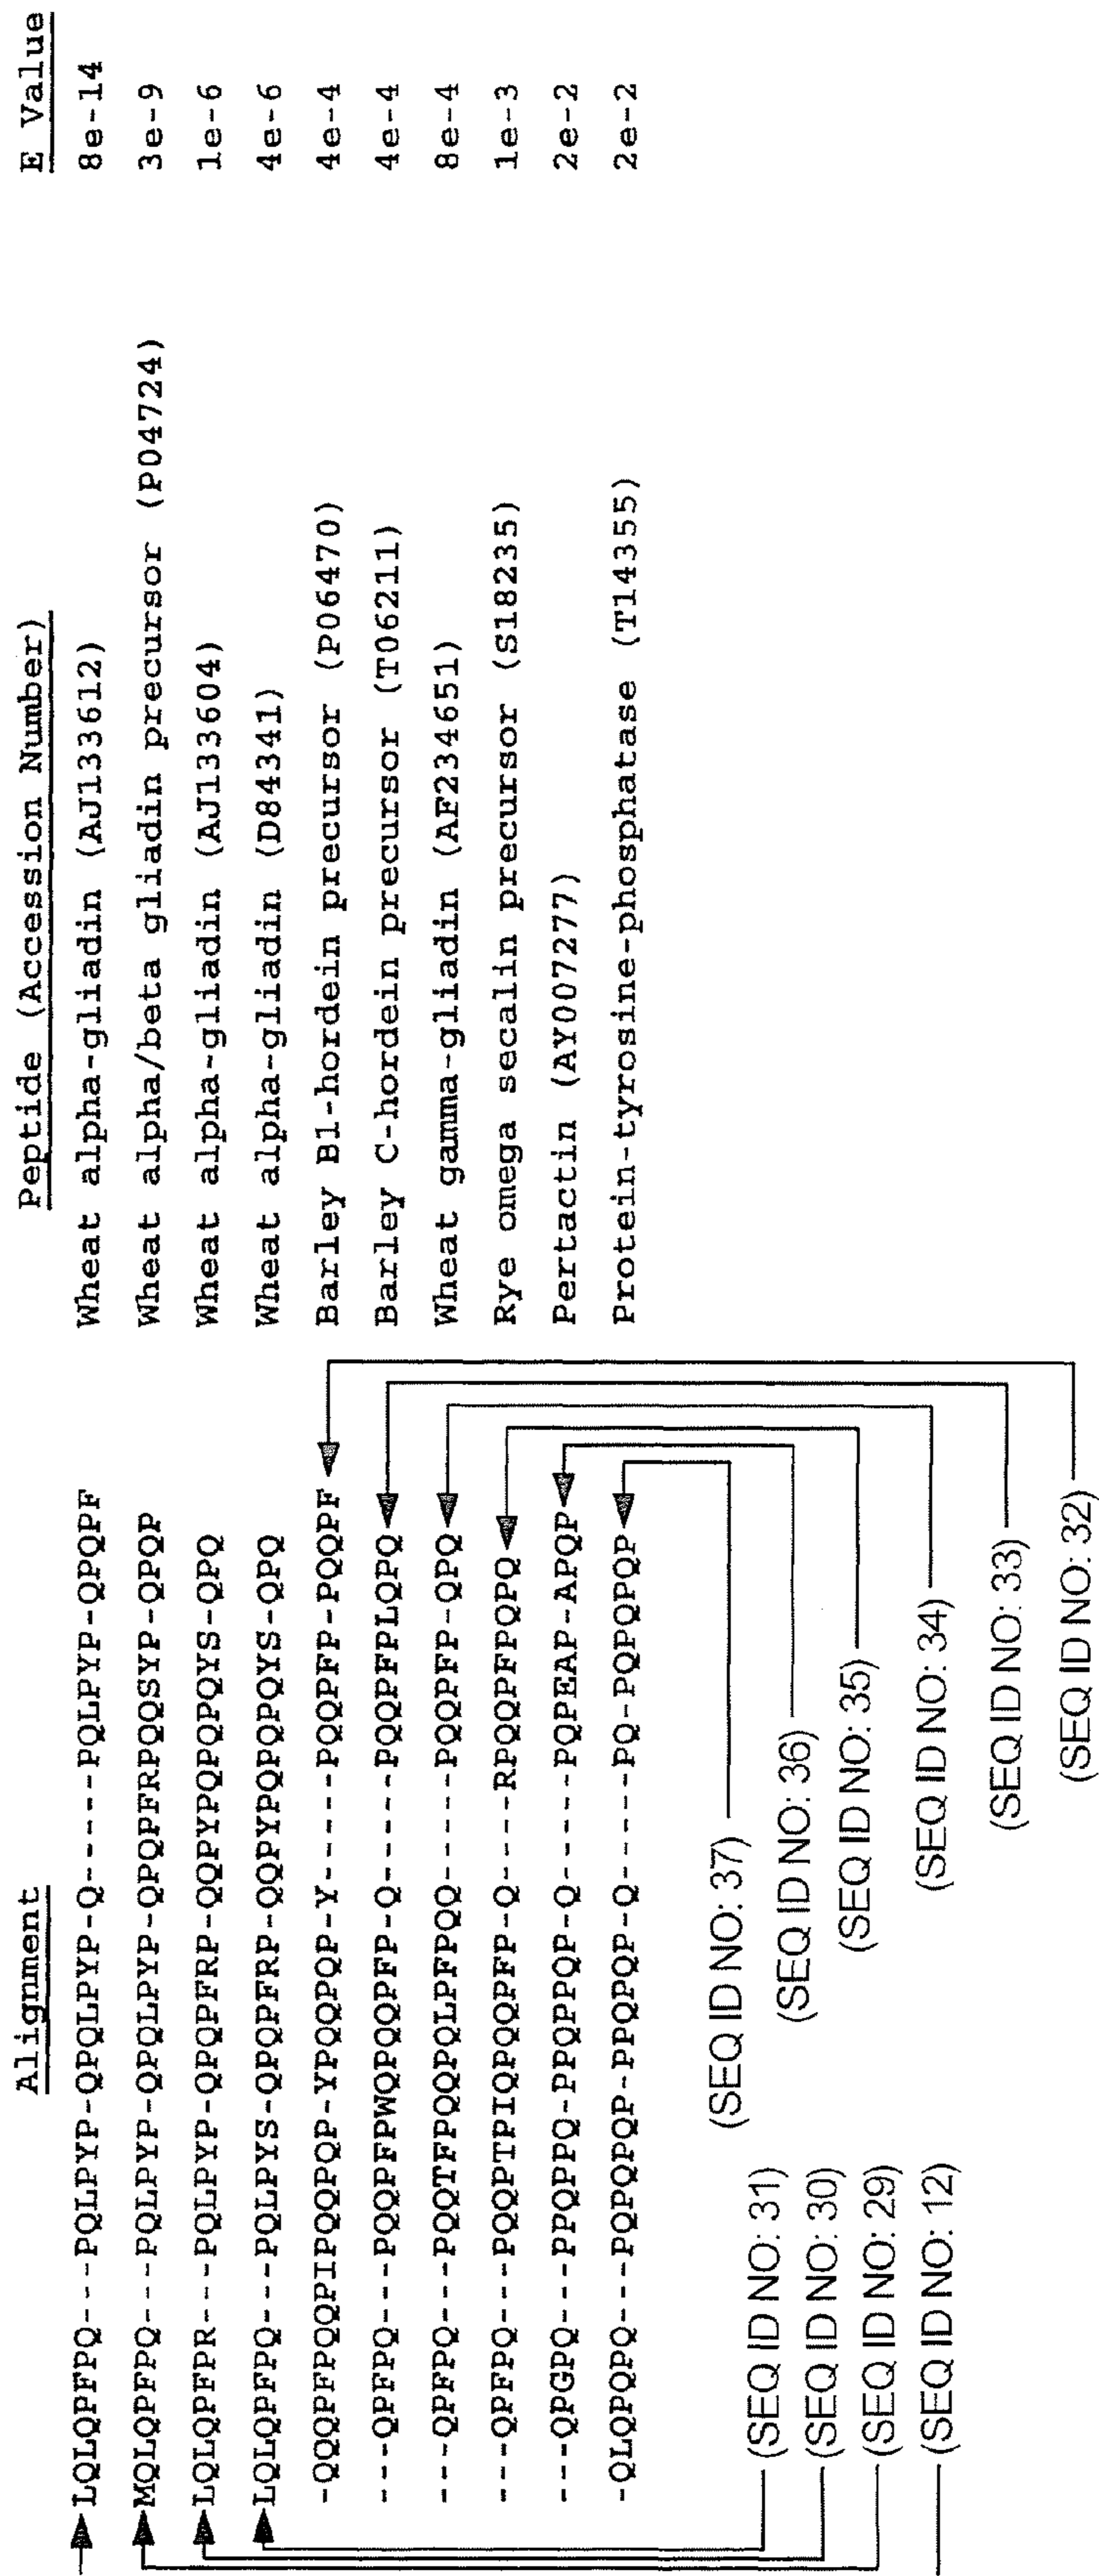 Alignment Peptide (Accession Number) E Value
LQLQPFPQ---PQLPYP-QPQLPYP-Q-----PQLPYP-QPQPF Wheat alpha-gliadin (AJ133612) 8e-14
MQLQPFPQ---PQLPYP-QPQLPYP-QPQPFRPQQSYP-QPQP Wheat alpha/beta gliadin precursor (P04724) 3e-9
LQLQPFPR---PQLPYP-QPQPFRP-QQPYPQPQPQYS-QPQ Wheat alpha-gliadin (AJ133604) 1e-6
LQLQPFPQ---PQLPYS-QPQPFRP-QQPYPQPQPQYS-QPQ Wheat alpha-gliadin (D84341) 4e-6
-QQQPFPQQPIPQQPQP-YPQQPQP-Y-----PQQPFP-PQQPF Barley B1-hordein precursor (P06470) 4e-4
---QPFPQ---PQQPFPWQPQQPFP-Q-----PQQPFPLQPQ Barley C-hordein precursor (T06211) 4e-4
---QPFPQ---PQQTFPQQPQLPFPQQ-----PQQPFP-QPQ Wheat gamma-gliadin (AF234651) 8e-4
---QPFPQ---PQQPTPIQPQQPFP-Q----RPQQPFPQPQ Rye omega secalin precursor (S18235) 1e-3
---QPGPQ---PPQPPQ-PPQPPQP-Q-----PQPEAP-APQP Pertactin (AY007277) 2e-2
-QLQPQPQ---PQPQPQP-PPQPQP-Q-----PQ-PQPQPQP Protein-tyrosine-phosphatase (T14355) 2e-2
(SEQ ID NO: 37)
(SEQ ID NO: 31)
(SEQ ID NO: 36)
(SEQ ID NO: 30)
(SEQ ID NO: 35)
(SEQ ID NO: 29)
(SEQ ID NO: 34)
(SEQ ID NO: 12)
(SEQ ID NO: 33)
(SEQ ID NO: 32)